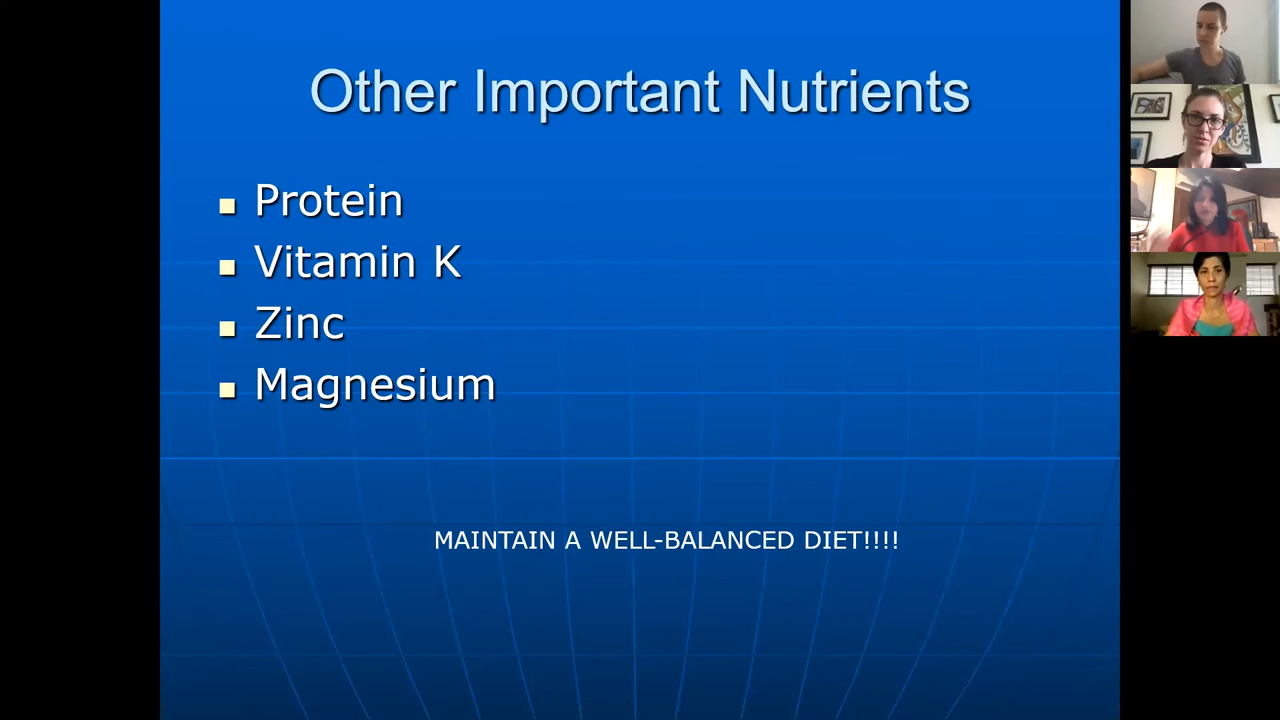 Other Important Nutrients
Protein
Vitamin K
Zinc
Magnesium
MAINTAIN A WELL-BALANCED DIET!!!!